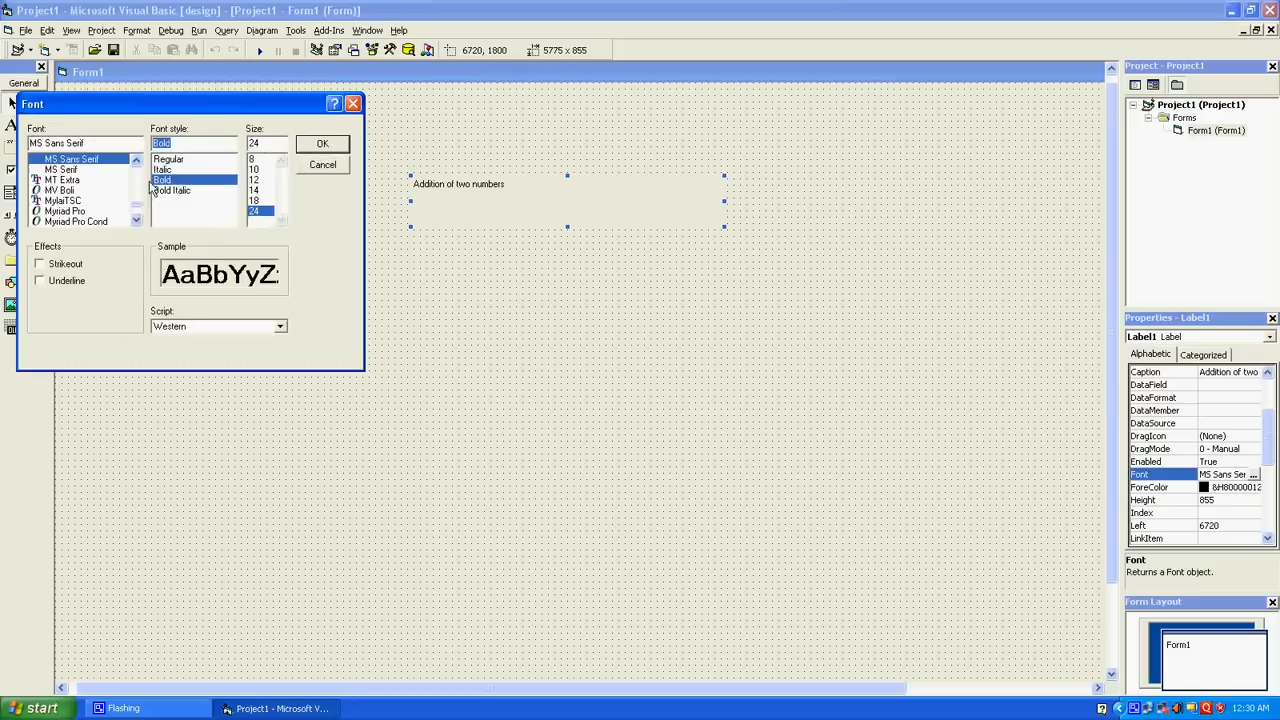 Project1 - Microsoft Visual Basic [design] - [Project1 - Form1 (Form)]
File Edit View Project Format Run Query Diagram Tools Add-Ins Window Help
6720, 1800 5775 x 855
General
Form1
Project - Project1
Project1 (Project1)
Forms
Form1 (Form1)
Font
Font: Font style: Size:
MS Sans Serif Bold 24 OK
MS Sans Serif Regular 8
MS Serif Italic 10 Cancel
MT Extra Bold 12
MV Boli Bold Italic 14
MylaiTSC 18
Myriad Pro 24
Myriad Pro Cond
Effects Sample
Strikeout
Underline
AaBbYyZ
Script:
Western
Addition of two numbers
Properties - Label1
Label1 Label
Alphabetic Categorized
Caption Addition of two
DataField
DataFormat
DataMember
DataSource
DragIcon (None)
DragMode 0 - Manual
Enabled True
Font MS Sans Ser ...
ForeColor &H80000012
Height 855
Index
Left 6720
LinkItem
Font
Returns a Font object.
Form Layout
Form1
start Flashing Project1 - Microsoft V... 12:30 AM